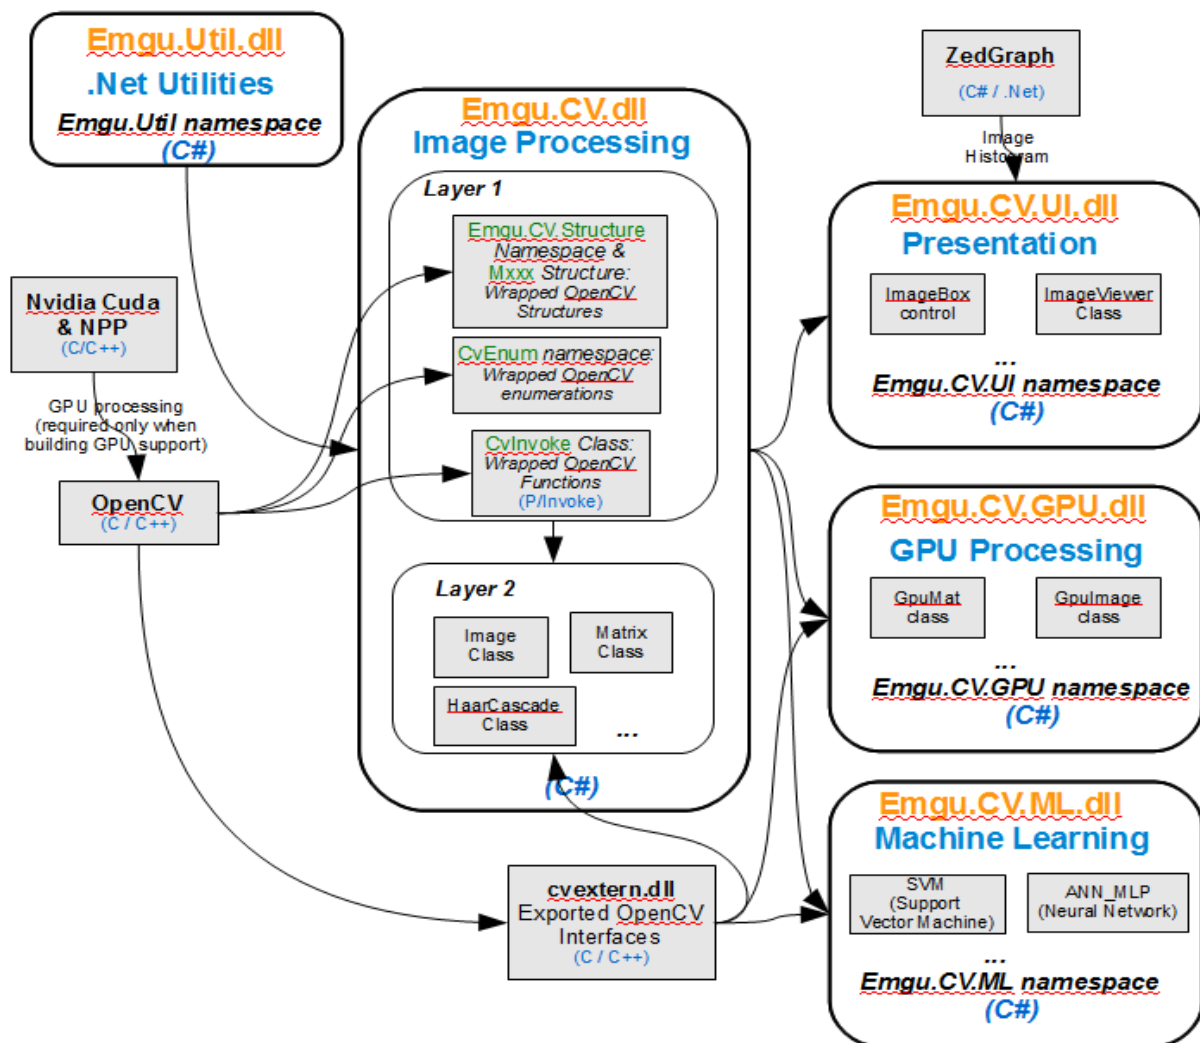 Emgu.Util.dll
.Net Utilities
Emgu.Util namespace
(C#)
Nvidia Cuda
& NPP
(C/C++)
GPU processing
(required only when
building GPU support)
OpenCV
(C / C++)
Emgu.CV.dll
Image Processing
Layer 1
Emgu.CV.Structure
Namespace &
Mxxx Structure:
Wrapped OpenCV
Structures
CvEnum namespace:
Wrapped OpenCV
enumerations
CvInvoke Class:
Wrapped OpenCV
Functions
(P/Invoke)
Layer 2
Image
Class
Matrix
Class
HaarCascade
Class
...
(C#)
cvextern.dll
Exported OpenCV
Interfaces
(C / C++)
ZedGraph
(C# / .Net)
Image
Histogram
Emgu.CV.UI.dll
Presentation
ImageBox
control
ImageViewer
Class
...
Emgu.CV.UI namespace
(C#)
Emgu.CV.GPU.dll
GPU Processing
GpuMat
class
GpuImage
class
...
Emgu.CV.GPU namespace
(C#)
Emgu.CV.ML.dll
Machine Learning
SVM
(Support
Vector Machine)
ANN_MLP
(Neural Network)
...
Emgu.CV.ML namespace
(C#)